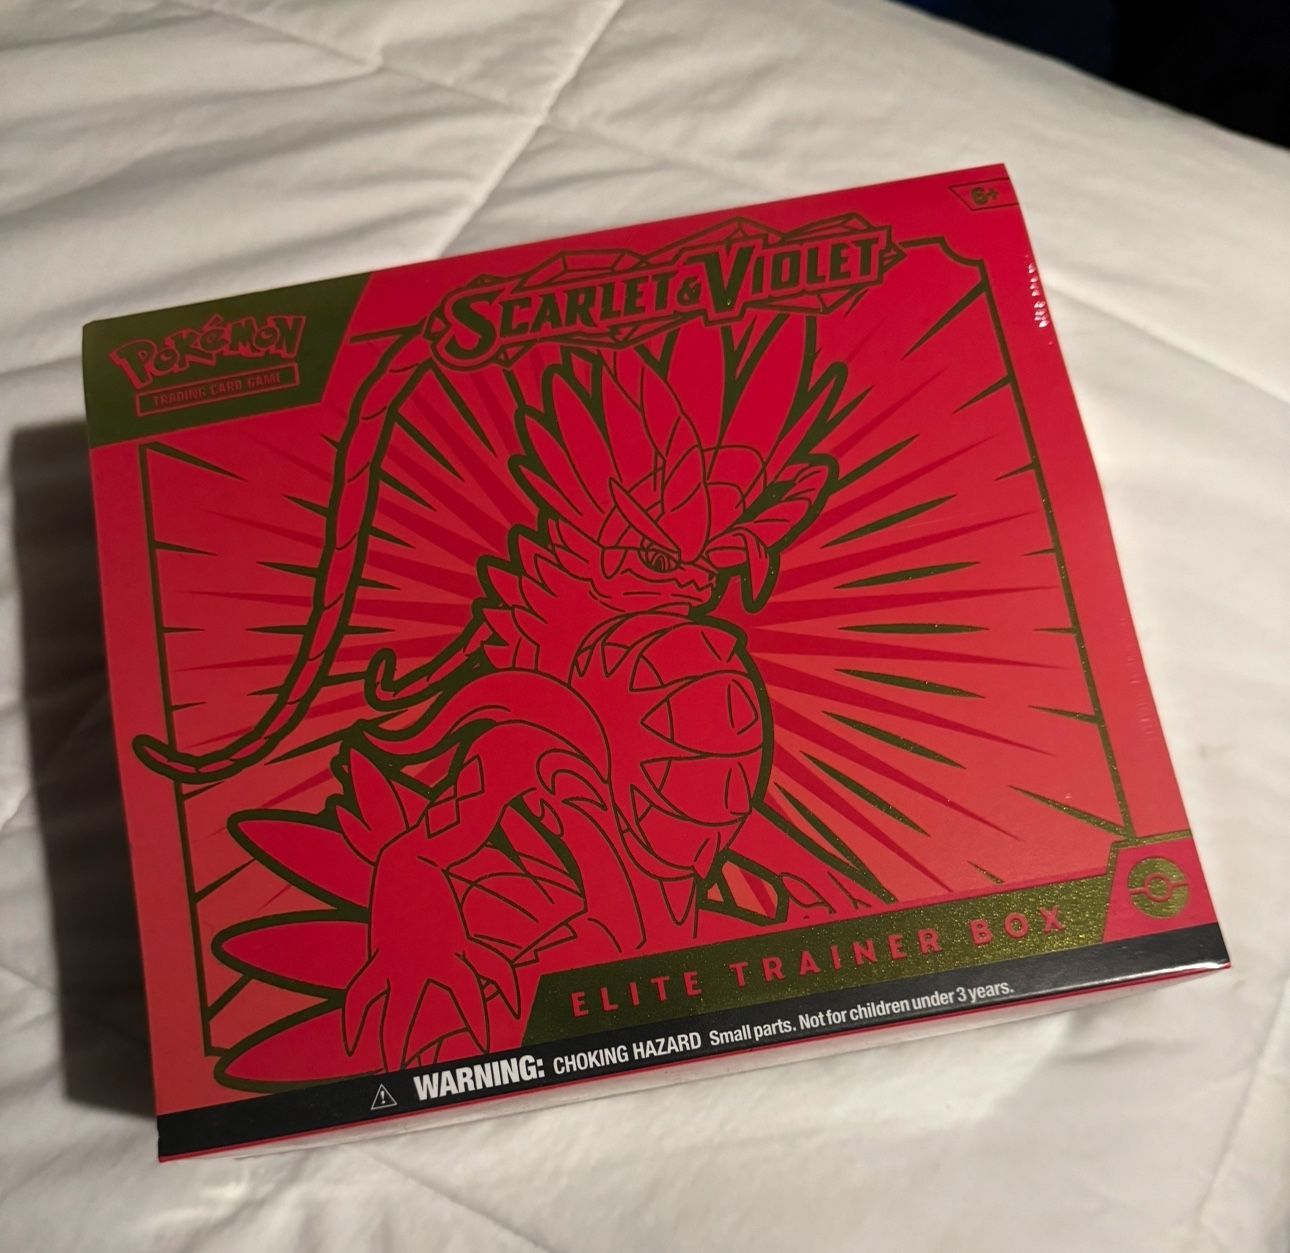 6+
SCARLET & VIOLET
POKéMON
TRADING CARD GAME
ELITE TRAINER BOX
WARNING: CHOKING HAZARD Small parts. Not for children under 3 years.